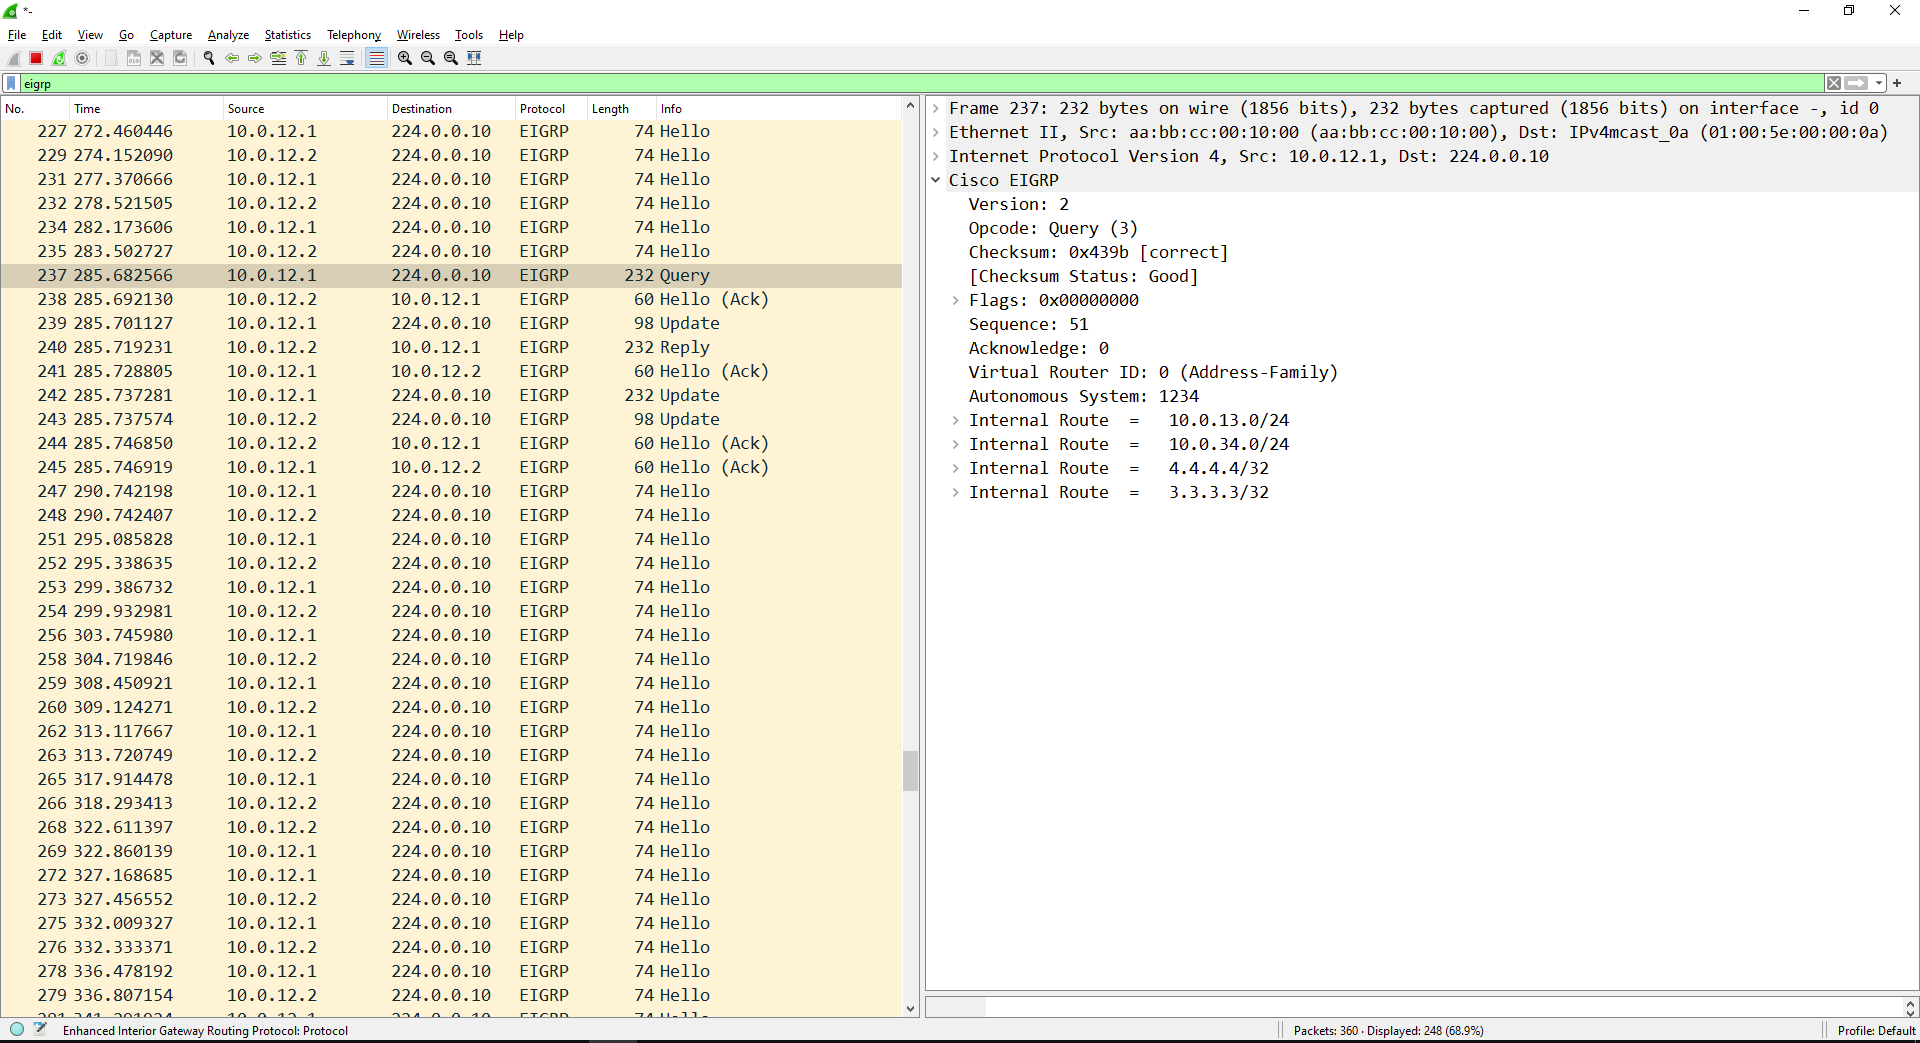 *-
File Edit View Go Capture Analyze Statistics Telephony Wireless Tools Help
eigrp
No. Time Source Destination Protocol Length Info
227 272.460446 10.0.12.1 224.0.0.10 EIGRP 74 Hello
229 274.152090 10.0.12.2 224.0.0.10 EIGRP 74 Hello
231 277.370666 10.0.12.1 224.0.0.10 EIGRP 74 Hello
232 278.521505 10.0.12.2 224.0.0.10 EIGRP 74 Hello
234 282.173606 10.0.12.1 224.0.0.10 EIGRP 74 Hello
235 283.502727 10.0.12.2 224.0.0.10 EIGRP 74 Hello
237 285.682566 10.0.12.1 224.0.0.10 EIGRP 232 Query
238 285.692130 10.0.12.2 10.0.12.1 EIGRP 60 Hello (Ack)
239 285.701127 10.0.12.1 224.0.0.10 EIGRP 98 Update
240 285.719231 10.0.12.2 10.0.12.1 EIGRP 232 Reply
241 285.728805 10.0.12.1 10.0.12.2 EIGRP 60 Hello (Ack)
242 285.737281 10.0.12.1 224.0.0.10 EIGRP 232 Update
243 285.737574 10.0.12.2 224.0.0.10 EIGRP 98 Update
244 285.746850 10.0.12.2 10.0.12.1 EIGRP 60 Hello (Ack)
245 285.746919 10.0.12.1 10.0.12.2 EIGRP 60 Hello (Ack)
247 290.742198 10.0.12.1 224.0.0.10 EIGRP 74 Hello
248 290.742407 10.0.12.2 224.0.0.10 EIGRP 74 Hello
251 295.085828 10.0.12.1 224.0.0.10 EIGRP 74 Hello
252 295.338635 10.0.12.2 224.0.0.10 EIGRP 74 Hello
253 299.386732 10.0.12.1 224.0.0.10 EIGRP 74 Hello
254 299.932981 10.0.12.2 224.0.0.10 EIGRP 74 Hello
256 303.745980 10.0.12.1 224.0.0.10 EIGRP 74 Hello
258 304.719846 10.0.12.2 224.0.0.10 EIGRP 74 Hello
259 308.450921 10.0.12.1 224.0.0.10 EIGRP 74 Hello
260 309.124271 10.0.12.2 224.0.0.10 EIGRP 74 Hello
262 313.117667 10.0.12.1 224.0.0.10 EIGRP 74 Hello
263 313.720749 10.0.12.2 224.0.0.10 EIGRP 74 Hello
265 317.914478 10.0.12.1 224.0.0.10 EIGRP 74 Hello
266 318.293413 10.0.12.2 224.0.0.10 EIGRP 74 Hello
268 322.611397 10.0.12.2 224.0.0.10 EIGRP 74 Hello
269 322.860139 10.0.12.1 224.0.0.10 EIGRP 74 Hello
272 327.168685 10.0.12.1 224.0.0.10 EIGRP 74 Hello
273 327.456552 10.0.12.2 224.0.0.10 EIGRP 74 Hello
275 332.009327 10.0.12.1 224.0.0.10 EIGRP 74 Hello
276 332.333371 10.0.12.2 224.0.0.10 EIGRP 74 Hello
278 336.478192 10.0.12.1 224.0.0.10 EIGRP 74 Hello
279 336.807154 10.0.12.2 224.0.0.10 EIGRP 74 Hello
Frame 237: 232 bytes on wire (1856 bits), 232 bytes captured (1856 bits) on interface -, id 0
Ethernet II, Src: aa:bb:cc:00:10:00 (aa:bb:cc:00:10:00), Dst: IPv4mcast_0a (01:00:5e:00:00:0a)
Internet Protocol Version 4, Src: 10.0.12.1, Dst: 224.0.0.10
Cisco EIGRP
Version: 2
Opcode: Query (3)
Checksum: 0x439b [correct]
[Checksum Status: Good]
Flags: 0x00000000
Sequence: 51
Acknowledge: 0
Virtual Router ID: 0 (Address-Family)
Autonomous System: 1234
Internal Route = 10.0.13.0/24
Internal Route = 10.0.34.0/24
Internal Route = 4.4.4.4/32
Internal Route = 3.3.3.3/32
Enhanced Interior Gateway Routing Protocol: Protocol
Packets: 360 · Displayed: 248 (68.9%)
Profile: Default